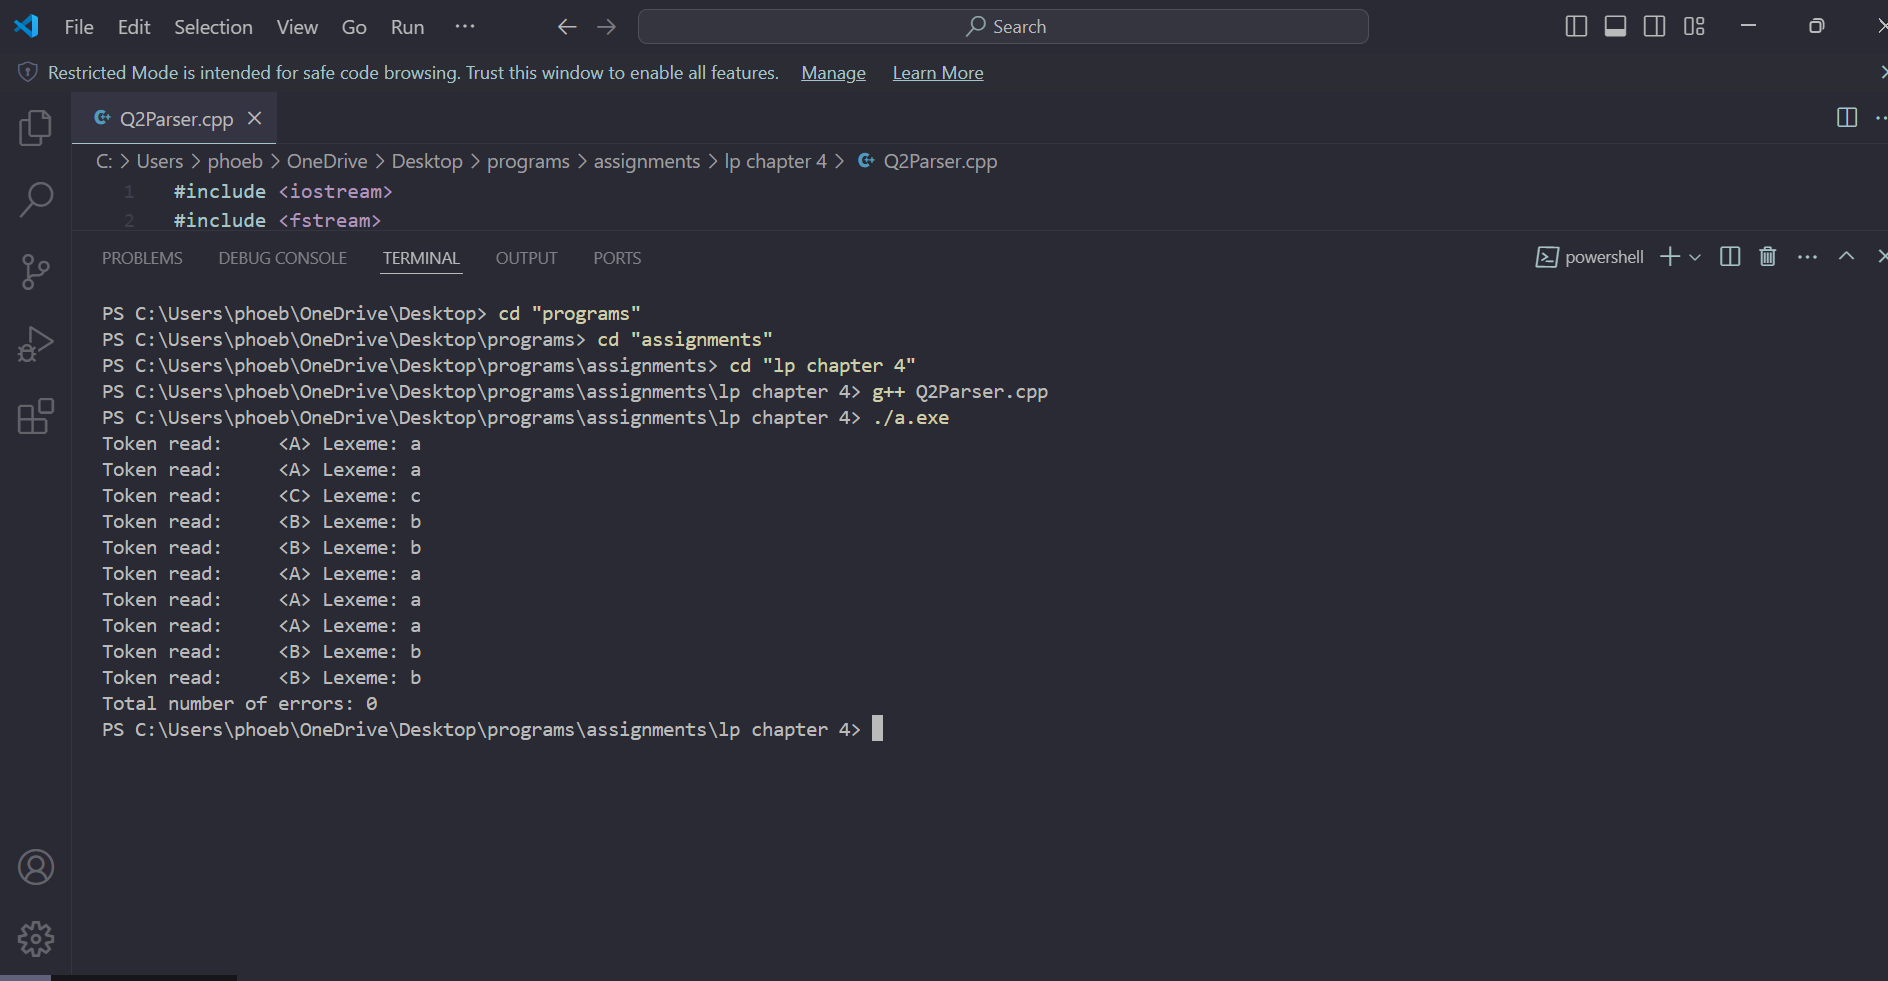 File Edit Selection View Go Run ··· Search
Restricted Mode is intended for safe code browsing. Trust this window to enable all features. Manage Learn More
Q2Parser.cpp
C: > Users > phoeb > OneDrive > Desktop > programs > assignments > lp chapter 4 > Q2Parser.cpp
1 #include <iostream>
2 #include <fstream>
PROBLEMS DEBUG CONSOLE TERMINAL OUTPUT PORTS powershell
PS C:\Users\phoeb\OneDrive\Desktop> cd "programs"
PS C:\Users\phoeb\OneDrive\Desktop\programs> cd "assignments"
PS C:\Users\phoeb\OneDrive\Desktop\programs\assignments> cd "lp chapter 4"
PS C:\Users\phoeb\OneDrive\Desktop\programs\assignments\lp chapter 4> g++ Q2Parser.cpp
PS C:\Users\phoeb\OneDrive\Desktop\programs\assignments\lp chapter 4> ./a.exe
Token read: <A> Lexeme: a
Token read: <A> Lexeme: a
Token read: <C> Lexeme: c
Token read: <B> Lexeme: b
Token read: <B> Lexeme: b
Token read: <A> Lexeme: a
Token read: <A> Lexeme: a
Token read: <A> Lexeme: a
Token read: <B> Lexeme: b
Token read: <B> Lexeme: b
Total number of errors: 0
PS C:\Users\phoeb\OneDrive\Desktop\programs\assignments\lp chapter 4>